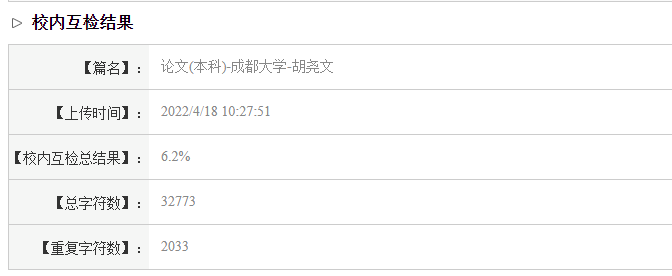 ▷ 校内互检结果
【篇名】： 论文(本科)-成都大学-胡尧文
【上传时间】： 2022/4/18 10:27:51
【校内互检总结果】： 6.2%
【总字符数】： 32773
【重复字符数】： 2033